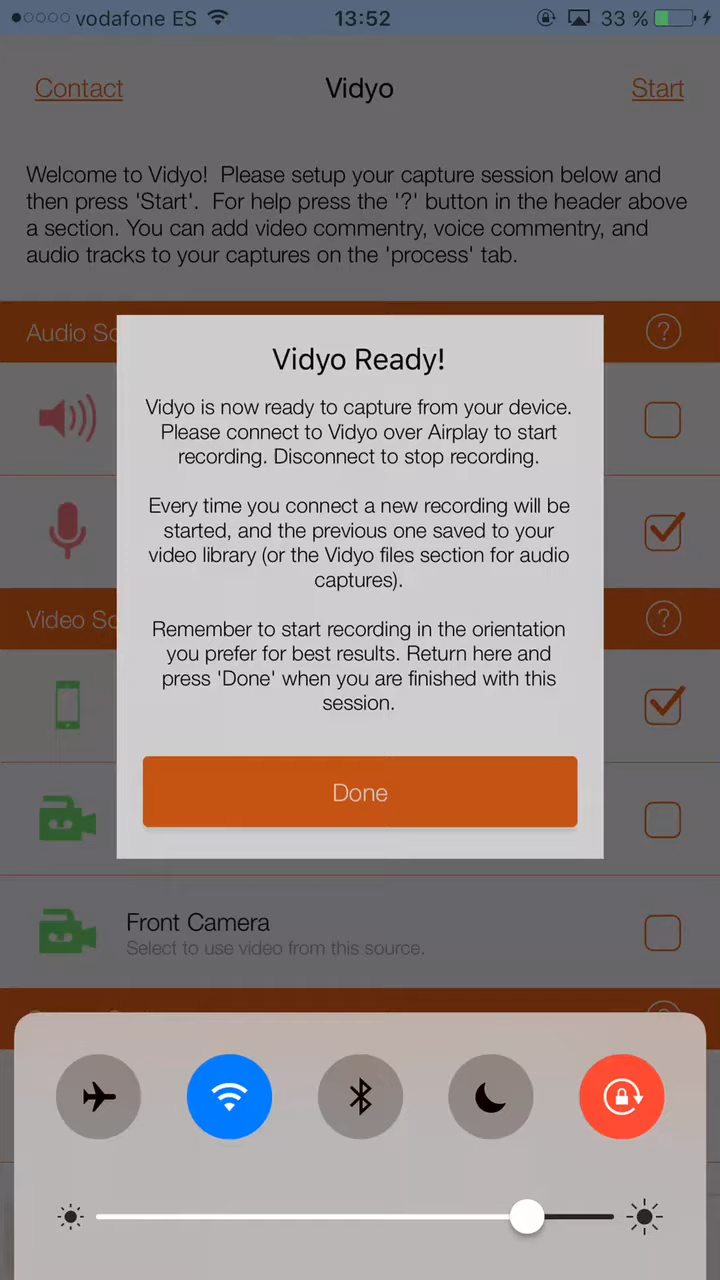 vodafone ES 13:52 33 %
Contact Vidyo Start
Welcome to Vidyo! Please setup your capture session below and
then press 'Start'. For help press the '?' button in the header above
a section. You can add video commentry, voice commentry, and
audio tracks to your captures on the 'process' tab.
Audio ?
Vidyo Ready!
Vidyo is now ready to capture from your device.
Please connect to Vidyo over Airplay to start
recording. Disconnect to stop recording.
Every time you connect a new recording will be
started, and the previous one saved to your
video library (or the Vidyo files section for audio
captures).
Video ?
Remember to start recording in the orientation
you prefer for best results. Return here and
press 'Done' when you are finished with this
session.
Done
Front Camera
Select to use video from this source.